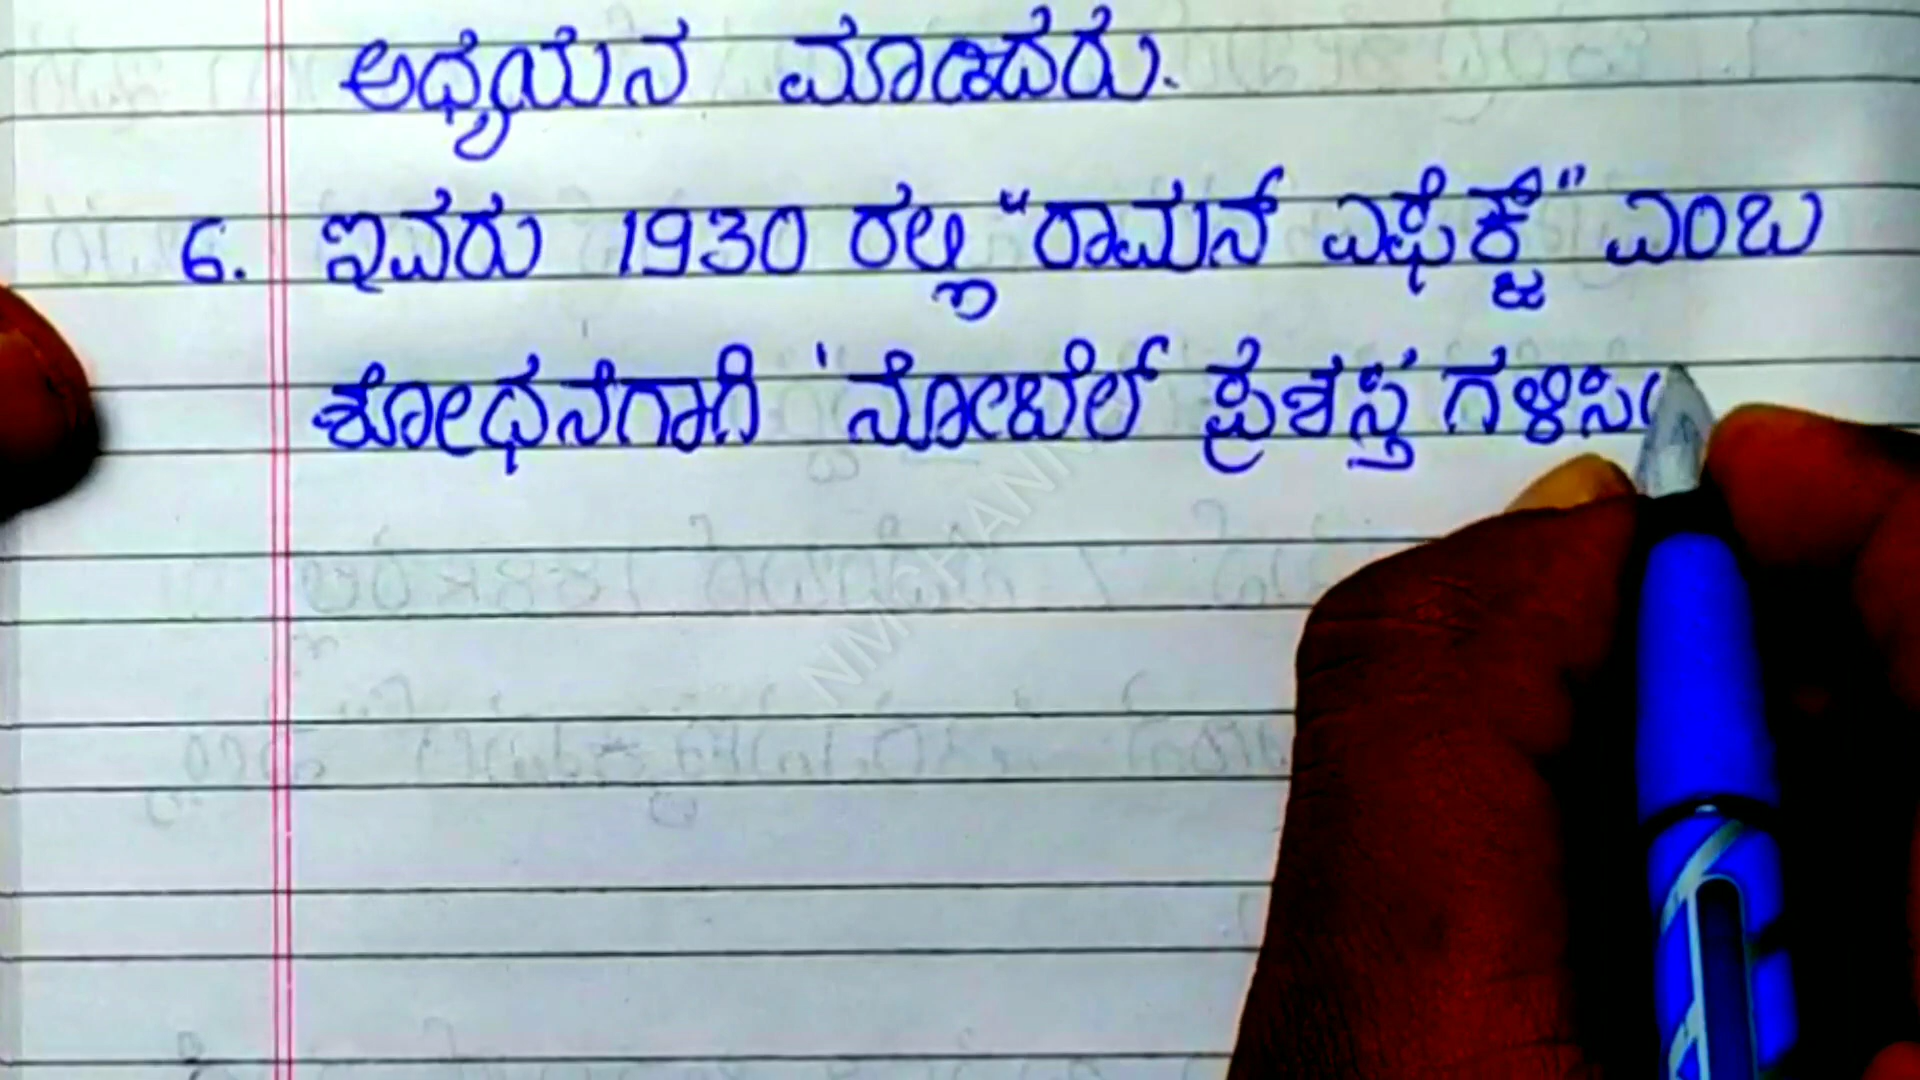 ಅಧ್ಯಯನ ಮಾಡಿದರು.
6. ಇವರು 1930 ರಲ್ಲಿ "ರಾಮನ್ ಎಫೆಕ್ಟ್" ಎಂಬ
ಶೋಧನೆಗಾಗಿ 'ನೋಬೆಲ್ ಪ್ರಶಸ್ತಿ ಗಳಿಸಿ